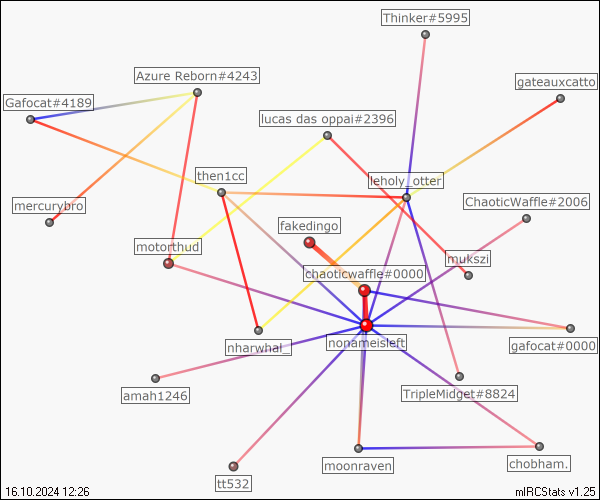 Thinker#5995
Azure Reborn#4243
gateauxcatto
Gafocat#4189
lucas das oppai#2396
then1cc
leholy_otter
mercurybro
ChaoticWaffle#2006
fakedingo
motorthud
mukszi
chaoticwaffle#0000
nonameisleft
nharwhal_
gafocat#0000
amah1246
TripleMidget#8824
moonraven
chobham.
tt532
16.10.2024 12:26
mIRCStats v1.25